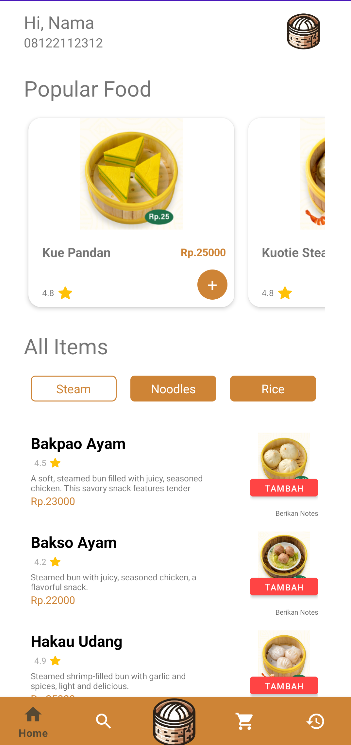 Hi, Nama
08122112312
Popular Food
Rp.25
Kue Pandan
Rp.25000
4.8
+
Kuotie Stea
4.8
All Items
Steam
Noodles
Rice
Bakpao Ayam
4.5
A soft, steamed bun filled with juicy, seasoned
chicken. This savory snack features tender
Rp.23000
TAMBAH
Berikan Notes
Bakso Ayam
4.2
Steamed bun with juicy, seasoned chicken, a
flavorful snack.
Rp.22000
TAMBAH
Berikan Notes
Hakau Udang
4.9
Steamed shrimp-filled bun with garlic and
spices, light and delicious.
TAMBAH
Home